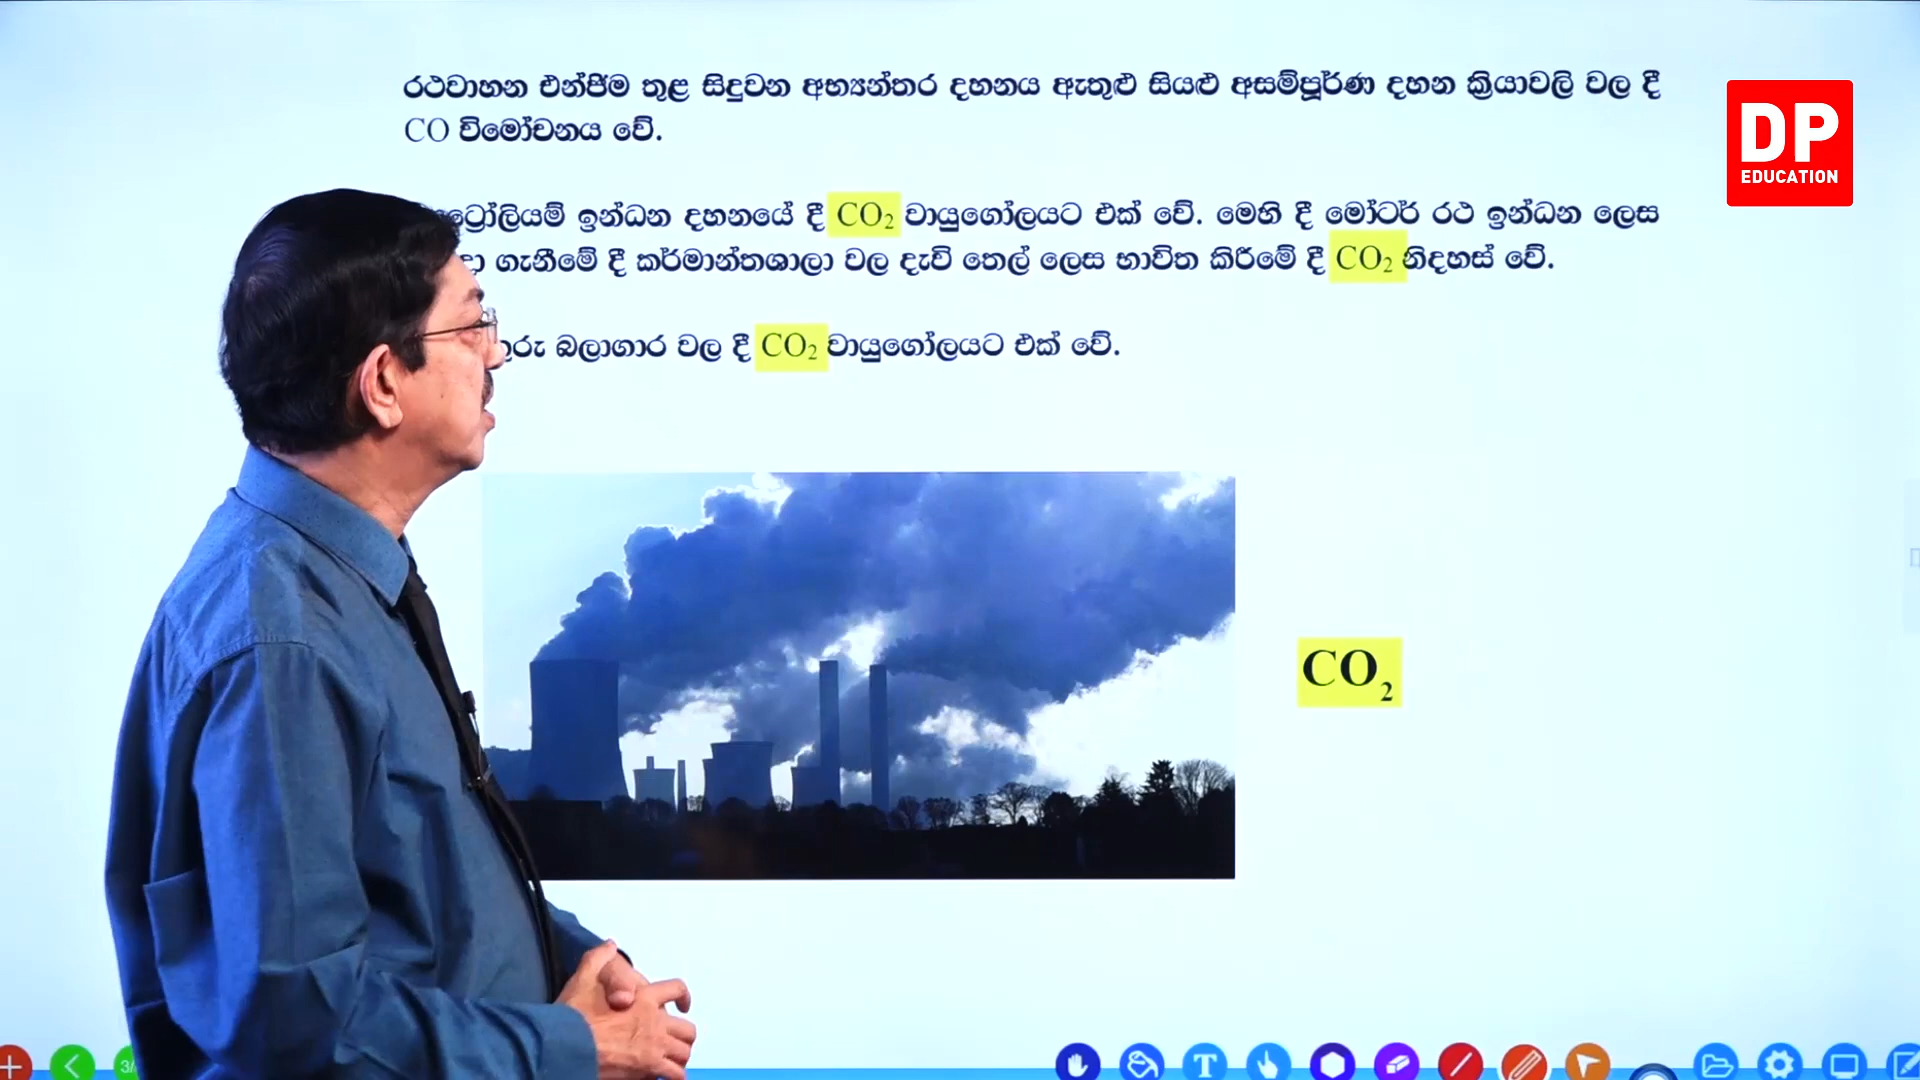 රථවාහන එන්ජිම තුළ සිදුවන අභ්‍යන්තර දහනය ඇතුළු සියළු අසම්පූර්ණ දහන ක්‍රියාවලි වල දී
CO විමෝචනය වේ.
ඉන්ධන දහනයේ දී CO₂ වායුගෝලයට එක් වේ. මෙහි දී මෝටර් රථ ඉන්ධන ලෙස
ගැනීමේ දී කර්මාන්තශාලා වල දැවි තෙල් ලෙස භාවිත කිරීමේ දී CO₂ නිදහස් වේ.
බලාගාර වල දී CO₂ වායුගෝලයට එක් වේ.
CO₂
DP
EDUCATION